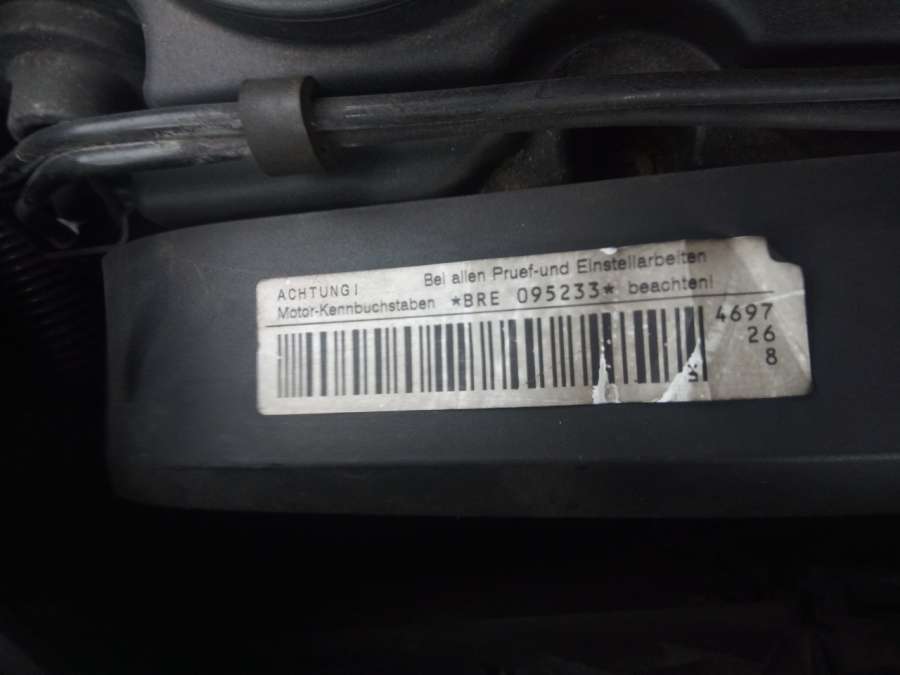 ACHTUNG! Bei allen Pruef-und Einstellarbeiten
Motor-Kennbuchstaben *BRE 095233* beachten!
4697
26
8